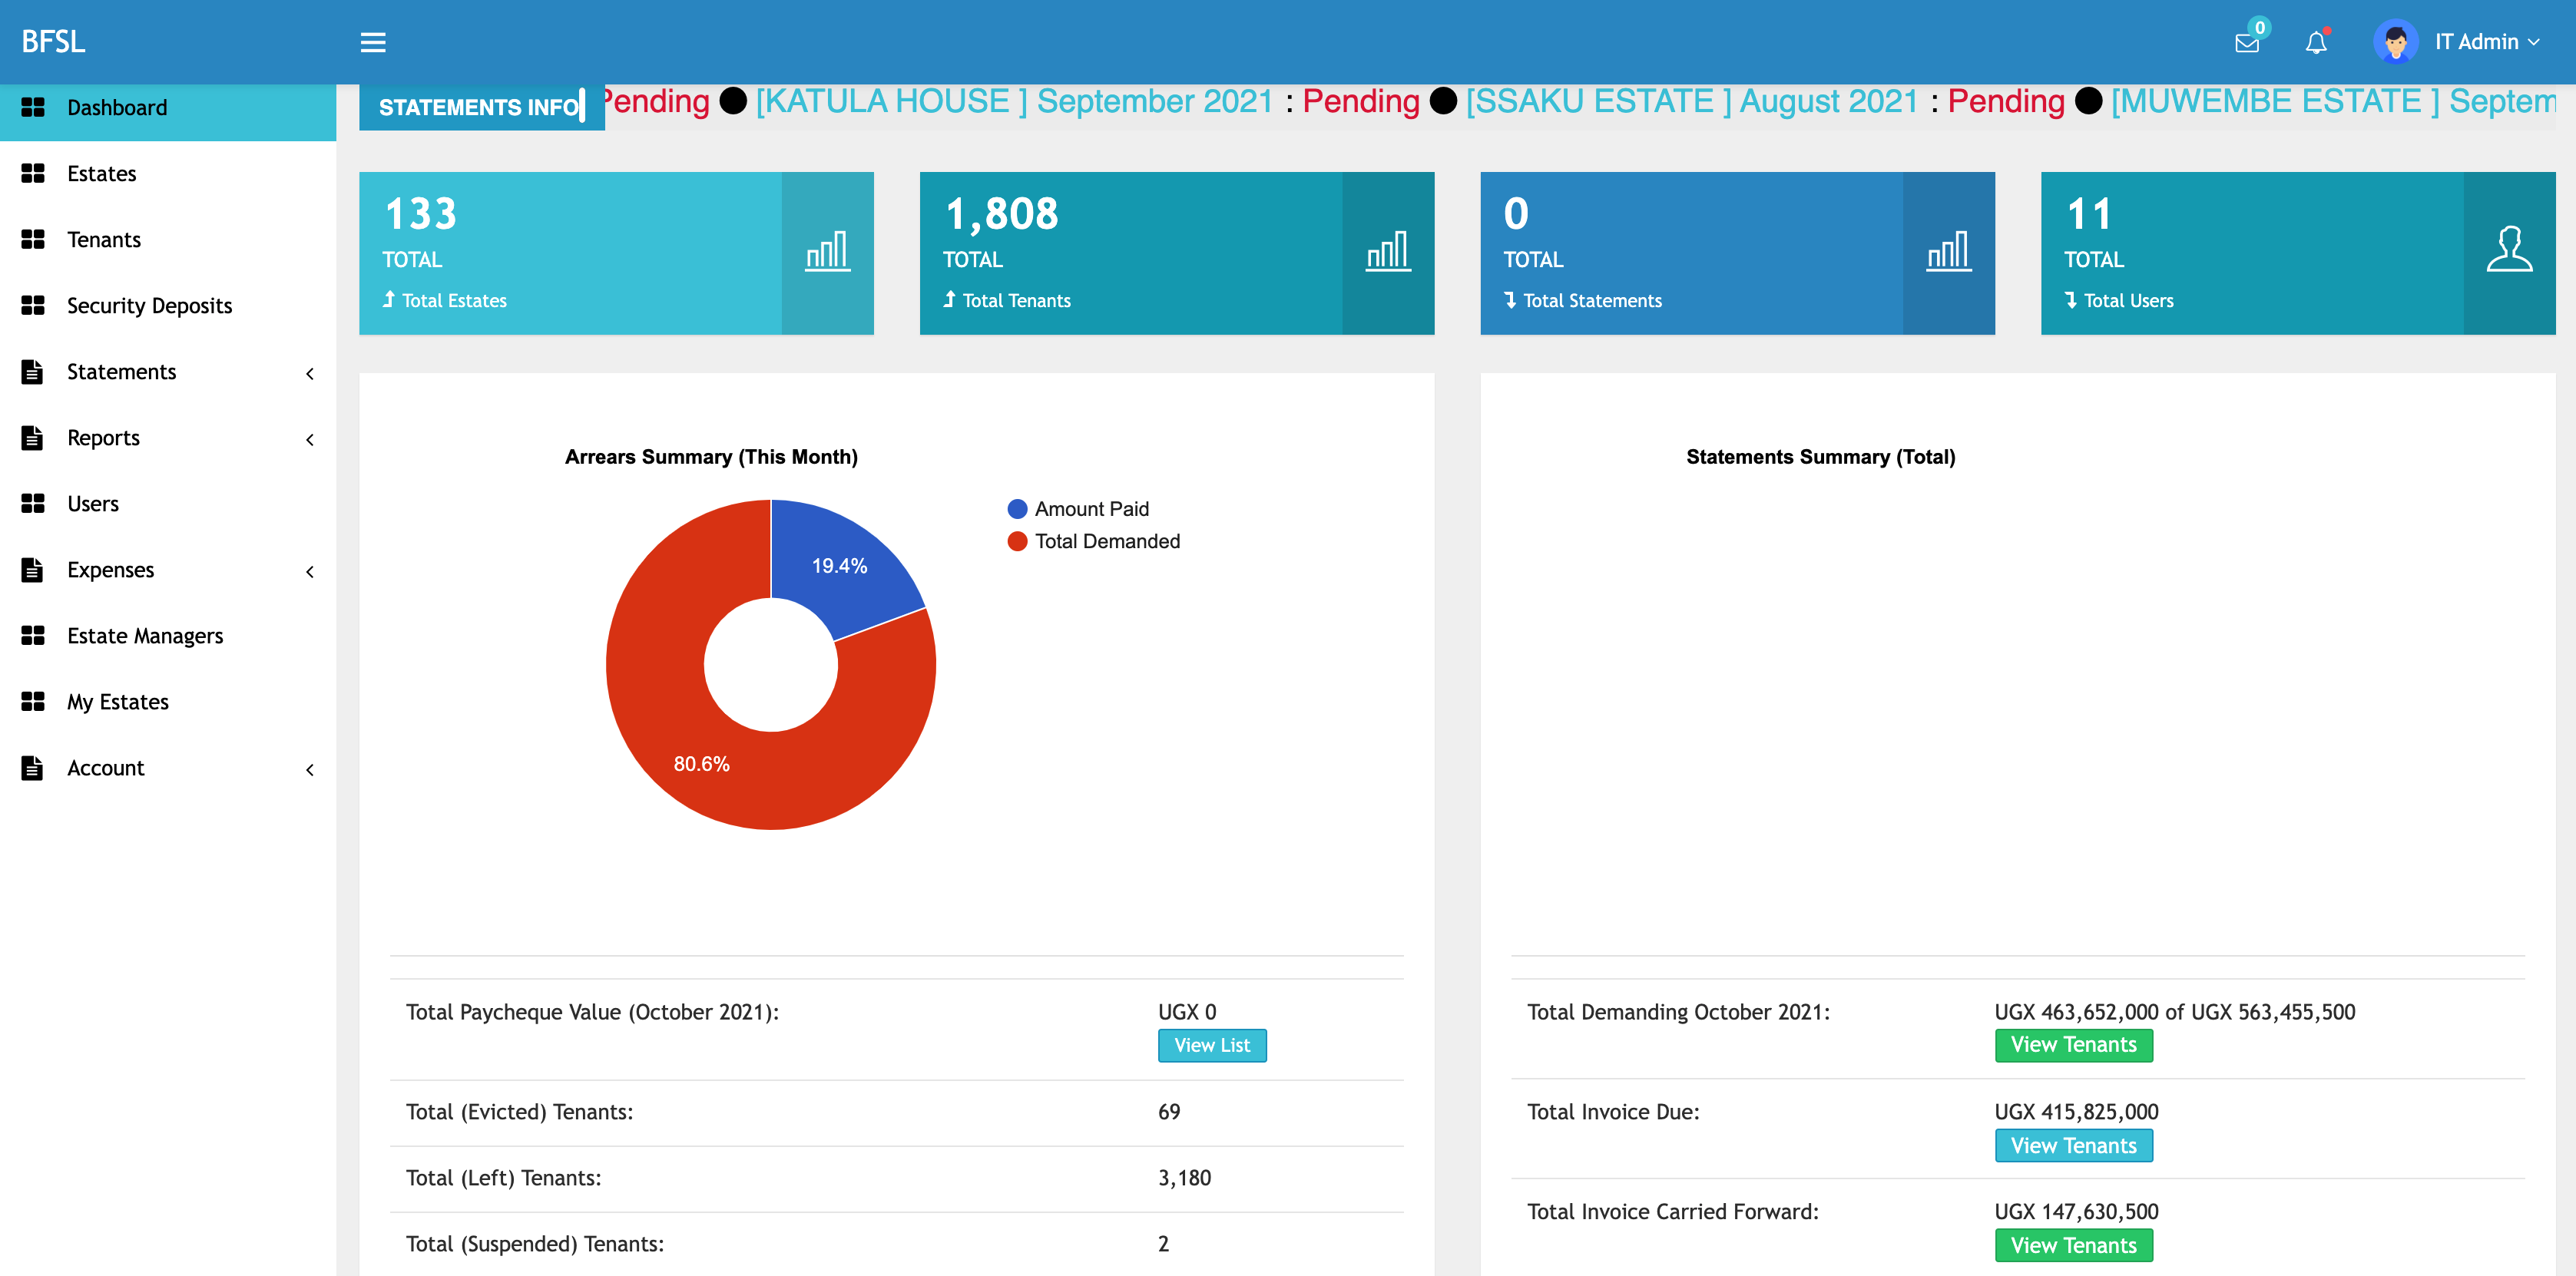 BFSL
0
IT Admin
Dashboard
Estates
Tenants
Security Deposits
Statements
Reports
Users
Expenses
Estate Managers
My Estates
Account
STATEMENTS INFO
Pending ● [KATULA HOUSE ] September 2021 : Pending ● [SSAKU ESTATE ] August 2021 : Pending ● [MUWEMBE ESTATE ] Septem
133
TOTAL
Total Estates
1,808
TOTAL
Total Tenants
0
TOTAL
Total Statements
11
TOTAL
Total Users
Arrears Summary (This Month)
Amount Paid
Total Demanded
19.4%
80.6%
Total Paycheque Value (October 2021): UGX 0
View List
Total (Evicted) Tenants: 69
Total (Left) Tenants: 3,180
Total (Suspended) Tenants: 2
Statements Summary (Total)
Total Demanding October 2021: UGX 463,652,000 of UGX 563,455,500
View Tenants
Total Invoice Due: UGX 415,825,000
View Tenants
Total Invoice Carried Forward: UGX 147,630,500
View Tenants